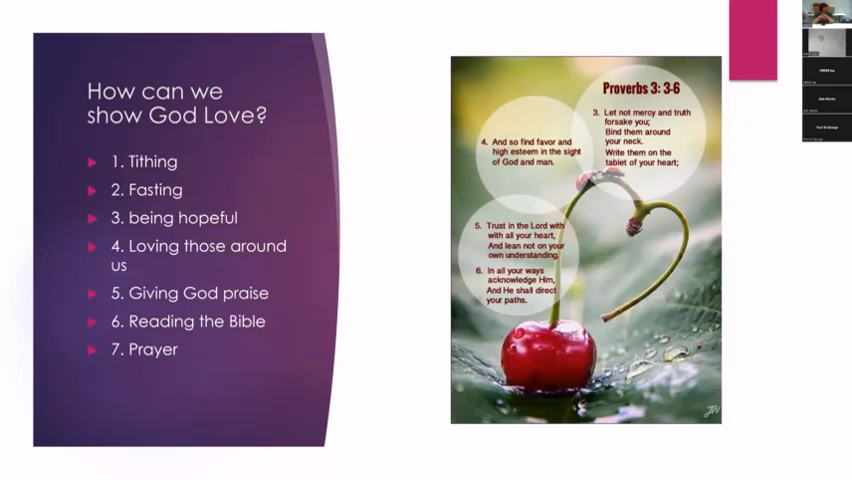 How can we
show God Love?
1. Tithing
2. Fasting
3. being hopeful
4. Loving those around
us
5. Giving God praise
6. Reading the Bible
7. Prayer
Proverbs 3: 3-6
3. Let not mercy and truth
forsake you;
Bind them around
your neck.
Write them on the
tablet of your heart;
4. And so find favor and
high esteem in the sight
of God and man.
5. Trust in the Lord with
with all your heart,
And lean not on your
own understanding,
6. In all your ways
acknowledge Him,
And He shall direct
your paths.